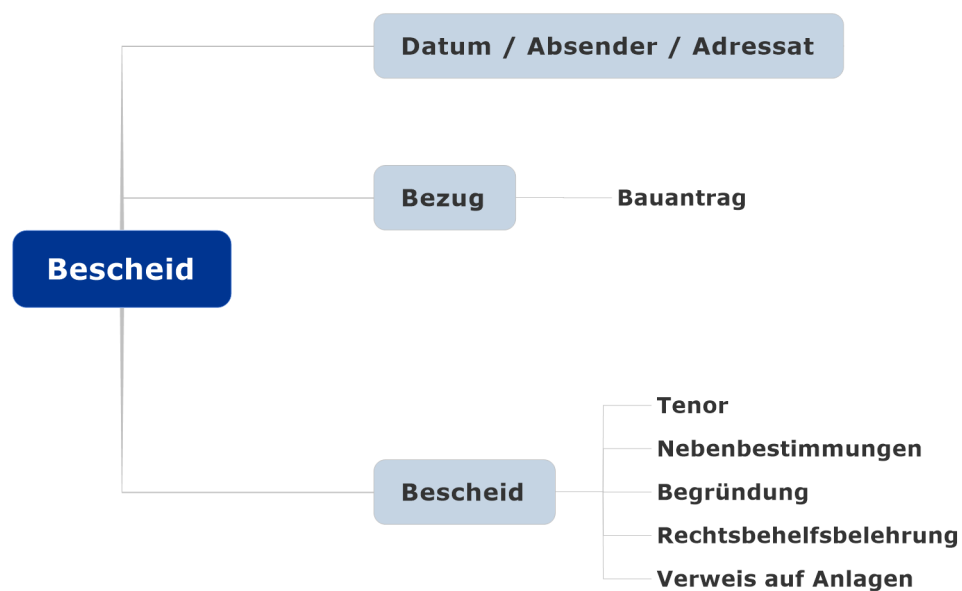 Datum / Absender / Adressat
Bezug
Bauantrag
Bescheid
Bescheid
Tenor
Nebenbestimmungen
Begründung
Rechtsbehelfsbelehrung
Verweis auf Anlagen